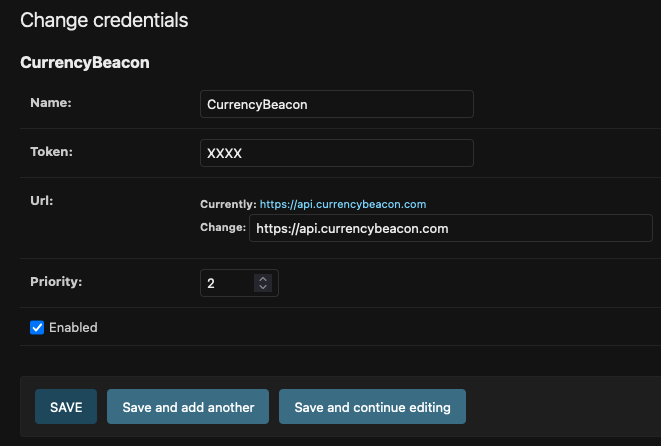 Change credentials
CurrencyBeacon
Name: CurrencyBeacon
Token: XXXX
Url: Currently: https://api.currencybeacon.com
Change: https://api.currencybeacon.com
Priority: 2
Enabled
SAVE Save and add another Save and continue editing